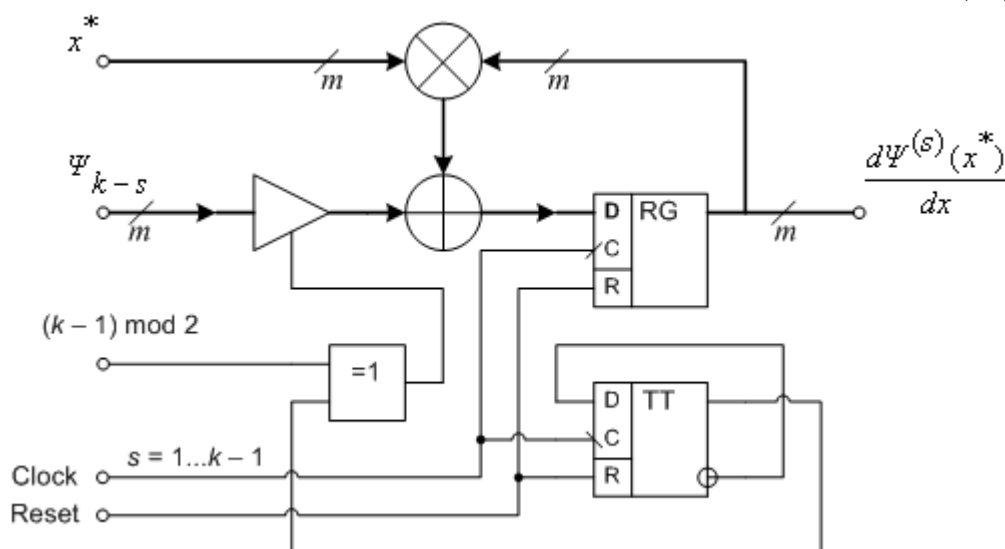 x*
m
m
Ψk – s
m
D
RG
C
R
m
dΨ(s)(x*)
dx
(k – 1) mod 2
=1
D
TT
C
R
Clock
s = 1...k – 1
Reset